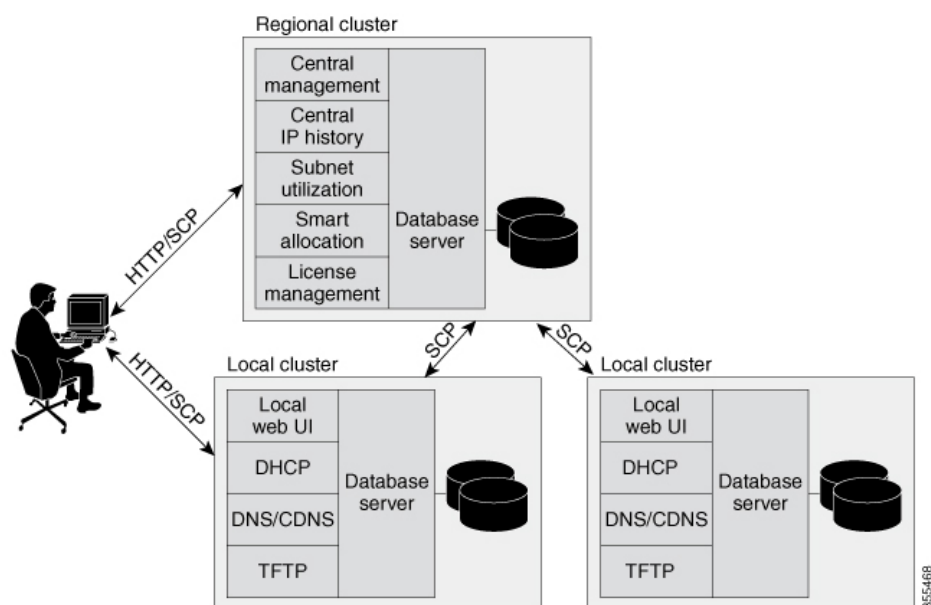 Regional cluster
Central
management
Central
IP history
Subnet
utilization
Smart
allocation
License
management
Database
server
HTTP/SCP
HTTP/SCP
SCP
SCP
Local cluster
Local
web UI
DHCP
DNS/CDNS
TFTP
Database
server
Local cluster
Local
web UI
DHCP
DNS/CDNS
TFTP
Database
server